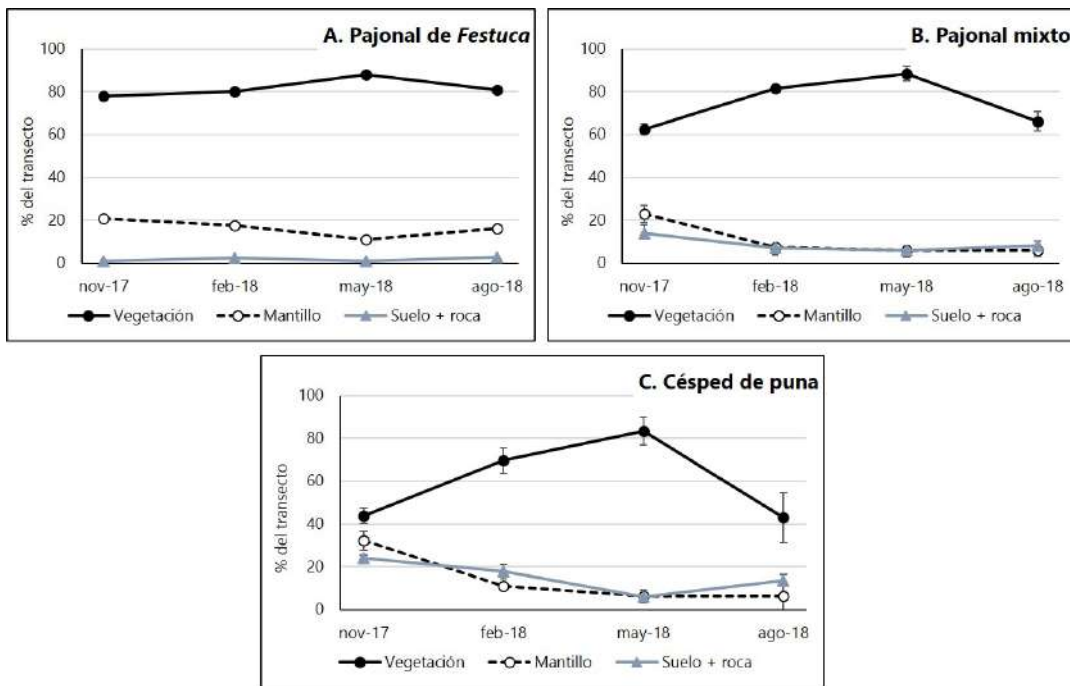 A. Pajonal de Festuca
% del transecto
100
80
60
40
20
0
nov-17 feb-18 may-18 ago-18
Vegetación Mantillo Suelo + roca
B. Pajonal mixto
% del transecto
100
80
60
40
20
0
nov-17 feb-18 may-18 ago-18
Vegetación Mantillo Suelo + roca
C. Césped de puna
% del transecto
100
80
60
40
20
0
nov-17 feb-18 may-18 ago-18
Vegetación Mantillo Suelo + roca